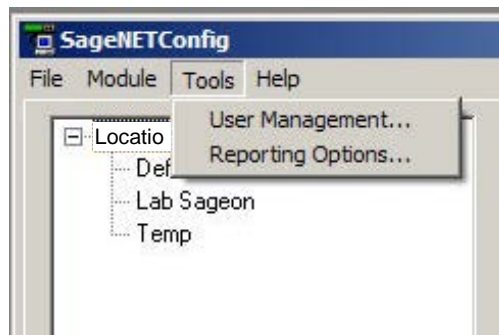 SageNETConfig
File Module Tools Help
User Management...
Reporting Options...
Locatio
Def
Lab Sageon
Temp